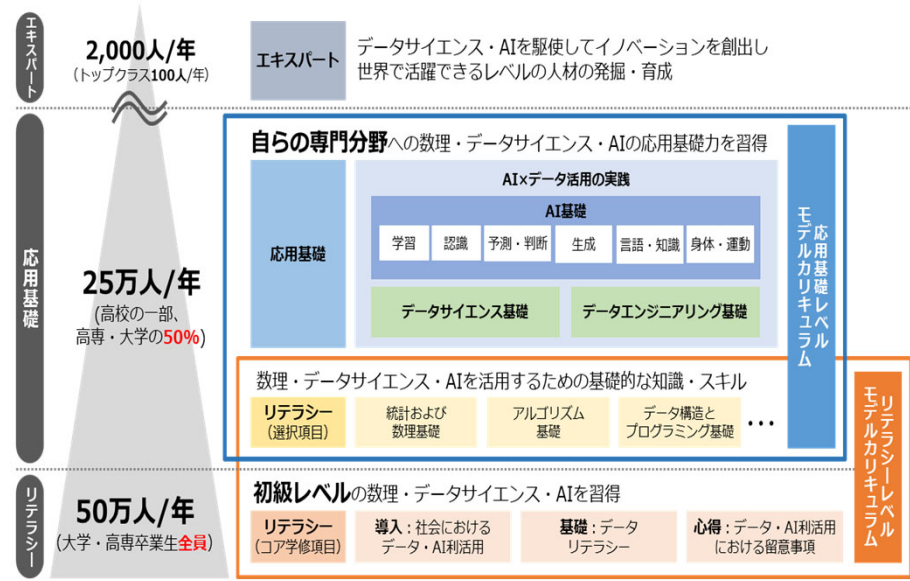 エキスパート
2,000人/年
(トップクラス100人/年)
エキスパート
データサイエンス・AIを駆使してイノベーションを創出し
世界で活躍できるレベルの人材の発掘・育成
応用基礎
25万人/年
(高校の一部、
高専・大学の50%)
自らの専門分野への数理・データサイエンス・AIの応用基礎力を習得
応用基礎
AI×データ活用の実践
AI基礎
学習
認識
予測・判断
生成
言語・知識
身体・運動
データサイエンス基礎
データエンジニアリング基礎
応用基礎レベル
モデルカリキュラム
数理・データサイエンス・AIを活用するための基礎的な知識・スキル
リテラシー
(選択項目)
統計および
数理基礎
アルゴリズム
基礎
データ構造と
プログラミング基礎
・・・
リテラシーレベル
モデルカリキュラム
リテラシー
50万人/年
(大学・高専卒業生全員)
初級レベルの数理・データサイエンス・AIを習得
リテラシー
(コア学修項目)
導入:社会における
データ・AI利活用
基礎:データ
リテラシー
心得:データ・AI利活用
における留意事項